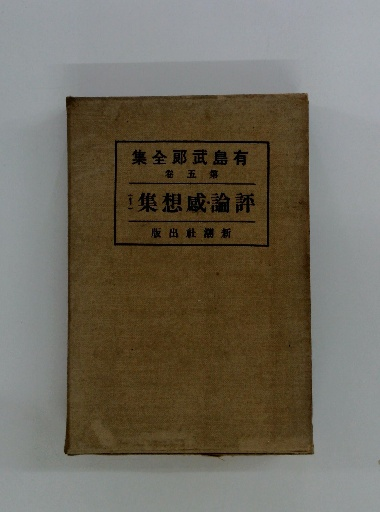 有島武郎全集
第五卷
評論・感想集(一)
新潮社出版